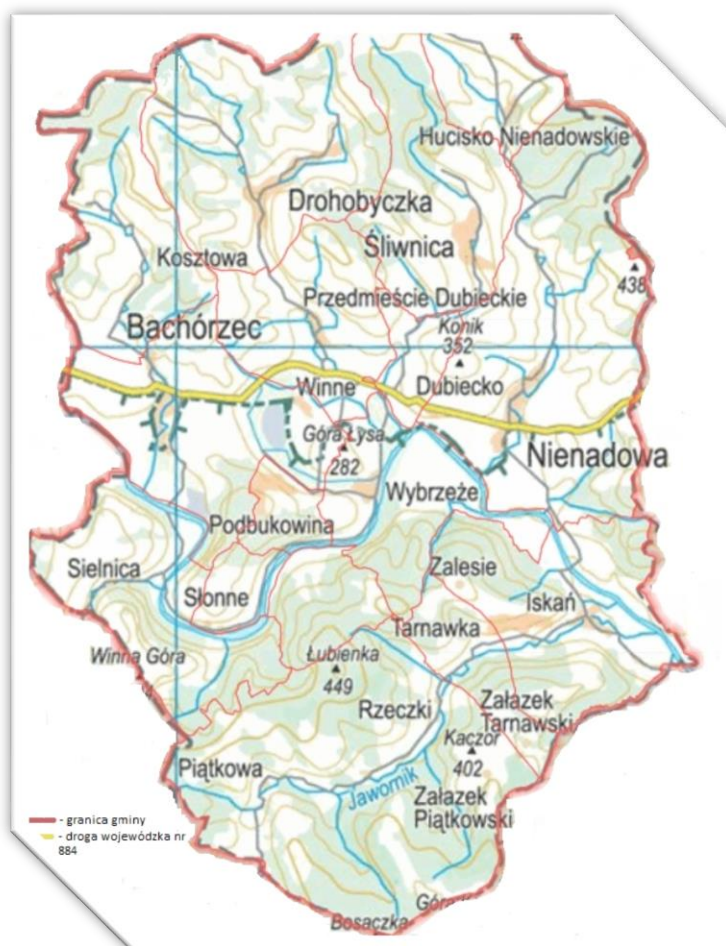 Hucisko Nienadowskie
Drohobyczka
Śliwnica
Kosztowa
438
Przedmieście Dubieckie
Bachórzec
Konik
352
Winne
Dubiecko
Góra Łysa
282
Nienadowa
Wybrzeże
Podbukowina
Sielnica
Zalesie
Słonne
Iskań
Tarnawka
Winna Góra
Łubienka
449
Rzeczki
Załazek
Tarnawski
Kaczor
402
Piątkowa
Jawornik
Załazek
Piątkowski
- granica gminy
- droga wojewódzka nr
884
Bosaczka